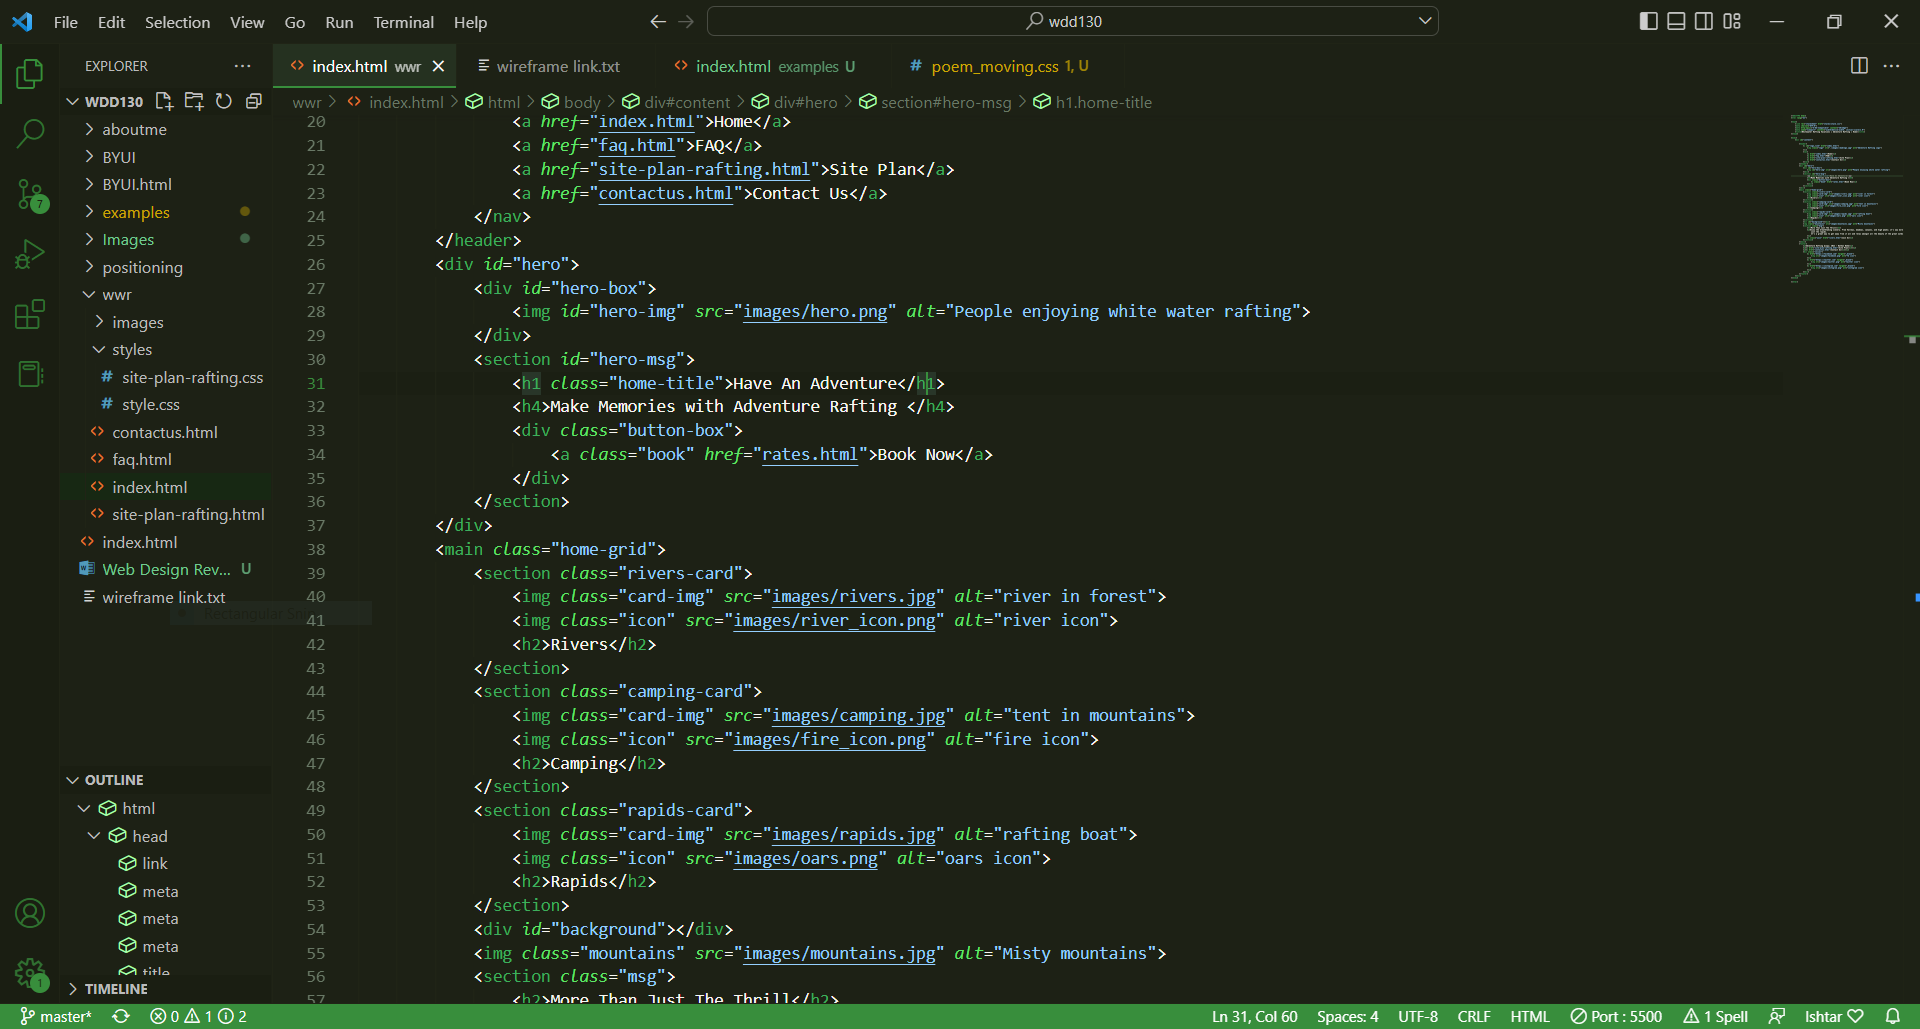 File Edit Selection View Go Run Terminal Help
wdd130
EXPLORER
WDD130
aboutme
BYUI
BYUI.html
examples
Images
positioning
wwr
images
styles
# site-plan-rafting.css
# style.css
<> contactus.html
<> faq.html
<> index.html
<> site-plan-rafting.html
<> index.html
Web Design Rev... U
wireframe link.txt
Rectangular Snip
OUTLINE
html
head
link
meta
meta
meta
title
TIMELINE
7
1
<> index.html wwr
wireframe link.txt
<> index.html examples U
# poem_moving.css 1, U
wwr > <> index.html > html > body > div#content > div#hero > section#hero-msg > h1.home-title
20 <a href="index.html">Home</a>
21 <a href="faq.html">FAQ</a>
22 <a href="site-plan-rafting.html">Site Plan</a>
23 <a href="contactus.html">Contact Us</a>
24 </nav>
25 </header>
26 <div id="hero">
27 <div id="hero-box">
28 <img id="hero-img" src="images/hero.png" alt="People enjoying white water rafting">
29 </div>
30 <section id="hero-msg">
31 <h1 class="home-title">Have An Adventure</h1>
32 <h4>Make Memories with Adventure Rafting </h4>
33 <div class="button-box">
34 <a class="book" href="rates.html">Book Now</a>
35 </div>
36 </section>
37 </div>
38 <main class="home-grid">
39 <section class="rivers-card">
40 <img class="card-img" src="images/rivers.jpg" alt="river in forest">
41 <img class="icon" src="images/river_icon.png" alt="river icon">
42 <h2>Rivers</h2>
43 </section>
44 <section class="camping-card">
45 <img class="card-img" src="images/camping.jpg" alt="tent in mountains">
46 <img class="icon" src="images/fire_icon.png" alt="fire icon">
47 <h2>Camping</h2>
48 </section>
49 <section class="rapids-card">
50 <img class="card-img" src="images/rapids.jpg" alt="rafting boat">
51 <img class="icon" src="images/oars.png" alt="oars icon">
52 <h2>Rapids</h2>
53 </section>
54 <div id="background"></div>
55 <img class="mountains" src="images/mountains.jpg" alt="Misty mountains">
56 <section class="msg">
57 <h2>More Than Just The Thrill</h2>
master* 0 1 2 Ln 31, Col 60 Spaces: 4 UTF-8 CRLF HTML Port : 5500 1 Spell Ishtar